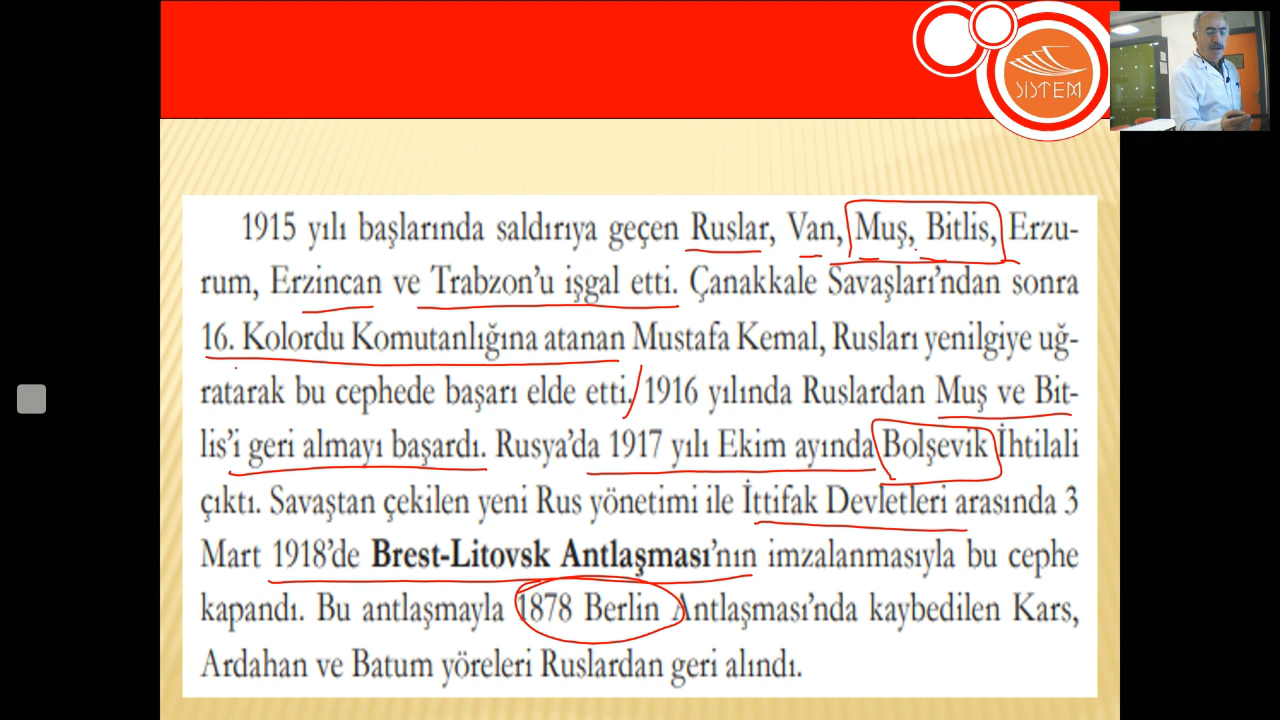 SİSTEM
1915 yılı başlarında saldırıya geçen Ruslar, Van, Muş, Bitlis, Erzu-
rum, Erzincan ve Trabzon’u işgal etti. Çanakkale Savaşları’ndan sonra
16. Kolordu Komutanlığına atanan Mustafa Kemal, Rusları yenilgiye uğ-
ratarak bu cephede başarı elde etti. 1916 yılında Ruslardan Muş ve Bit-
lis’i geri almayı başardı. Rusya’da 1917 yılı Ekim ayında Bolşevik İhtilali
çıktı. Savaştan çekilen yeni Rus yönetimi ile İttifak Devletleri arasında 3
Mart 1918’de Brest-Litovsk Antlaşması’nın imzalanmasıyla bu cephe
kapandı. Bu antlaşmayla 1878 Berlin Antlaşması’nda kaybedilen Kars,
Ardahan ve Batum yöreleri Ruslardan geri alındı.